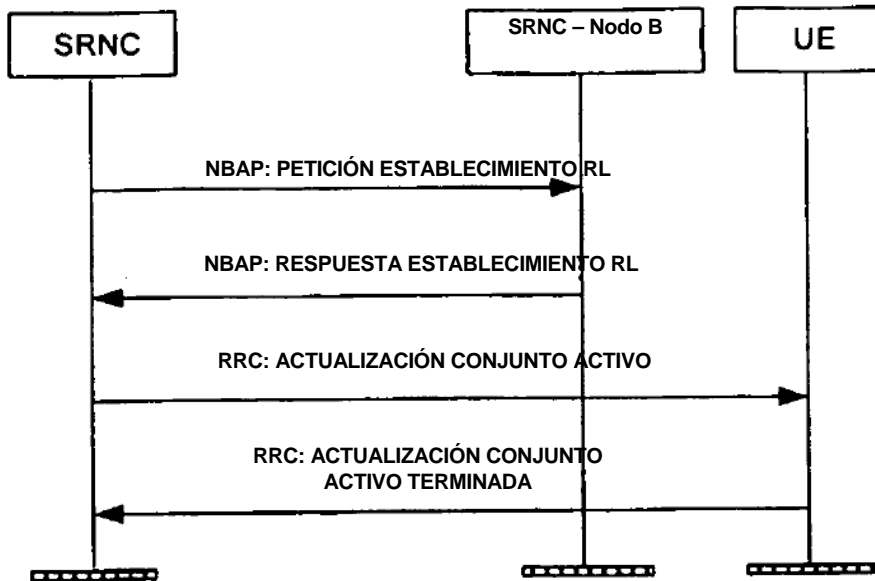 SRNC
SRNC – Nodo B
UE
NBAP: PETICIÓN ESTABLECIMIENTO RL
NBAP: RESPUESTA ESTABLECIMIENTO RL
RRC: ACTUALIZACIÓN CONJUNTO ACTIVO
RRC: ACTUALIZACIÓN CONJUNTO
ACTIVO TERMINADA